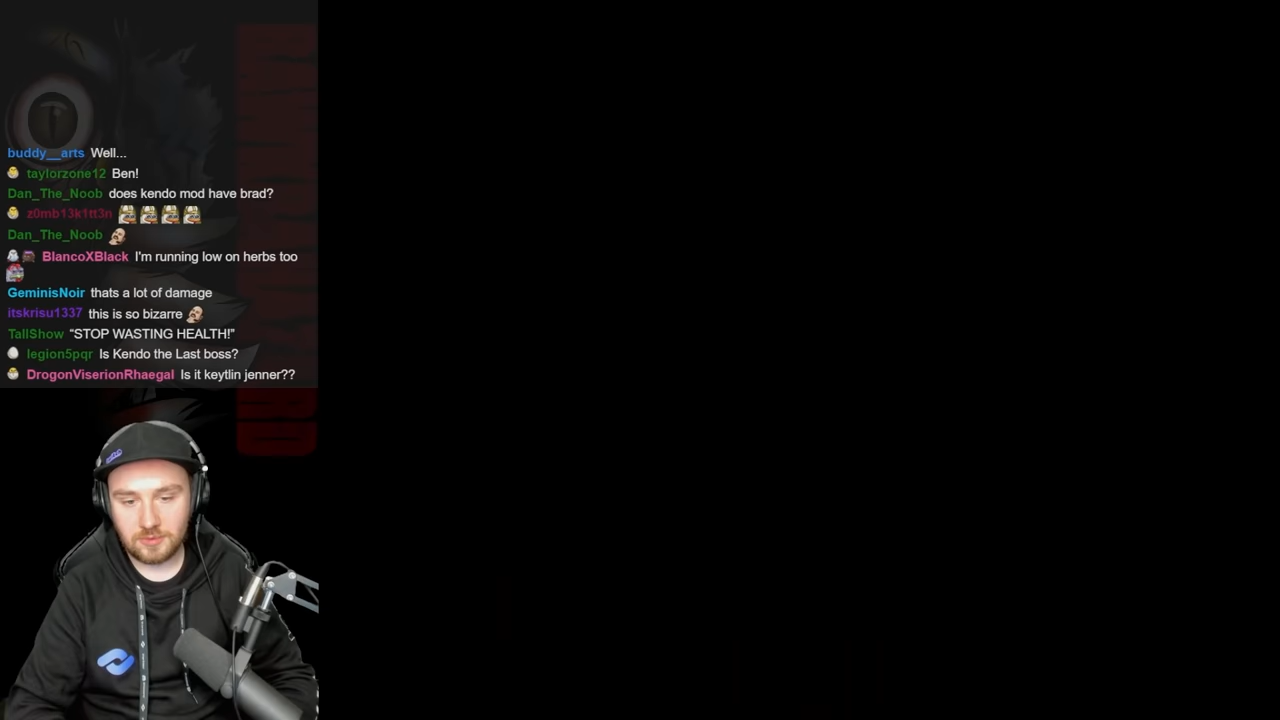 buddy__arts Well...
taylorzone12 Ben!
Dan_The_Noob does kendo mod have brad?
z0mb13k1tt3n
Dan_The_Noob
BlancoXBlack I'm running low on herbs too
GeminisNoir thats a lot of damage
itskrisu1337 this is so bizarre
TallShow “STOP WASTING HEALTH!”
legion5pqr Is Kendo the Last boss?
DrogonViserionRhaegal Is it keytlin jenner??